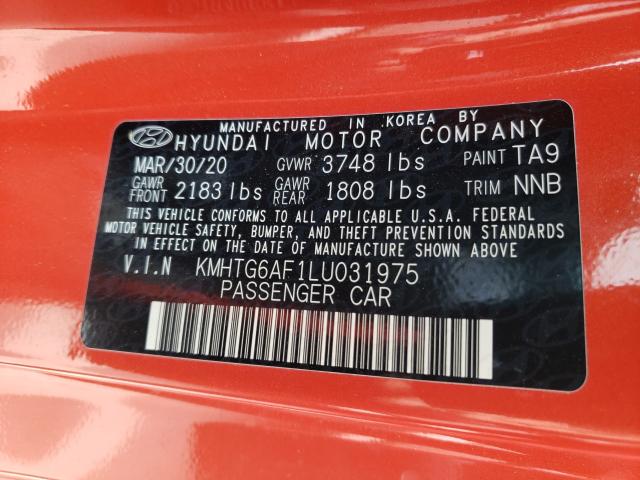 MANUFACTURED IN .KOREA BY
HYUNDAI MOTOR COMPANY
MAR/30/20 GVWR 3748 lbs PAINT TA9
GAWR FRONT 2183 lbs GAWR REAR 1808 lbs TRIM NNB
THIS VEHICLE CONFORMS TO ALL APPLICABLE U.S.A. FEDERAL
MOTOR VEHICLE SAFETY, BUMPER, AND THEFT PREVENTION STANDARDS
IN EFFECT ON THE DATE OF MANUFACTURE SHOWN ABOVE.
V.I.N KMHTG6AF1LU031975
PASSENGER CAR